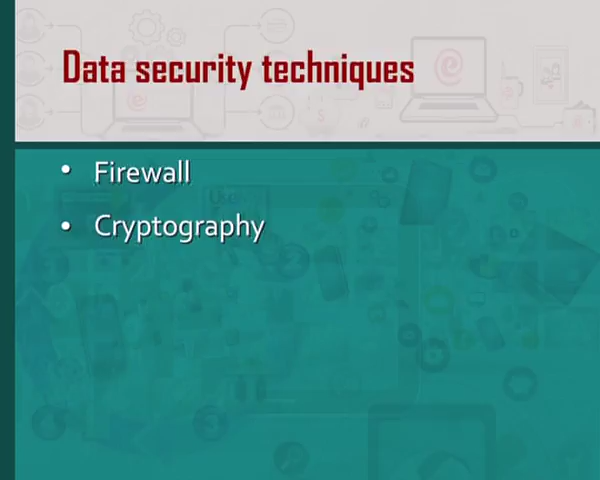 Data security techniques
• Firewall
• Cryptography